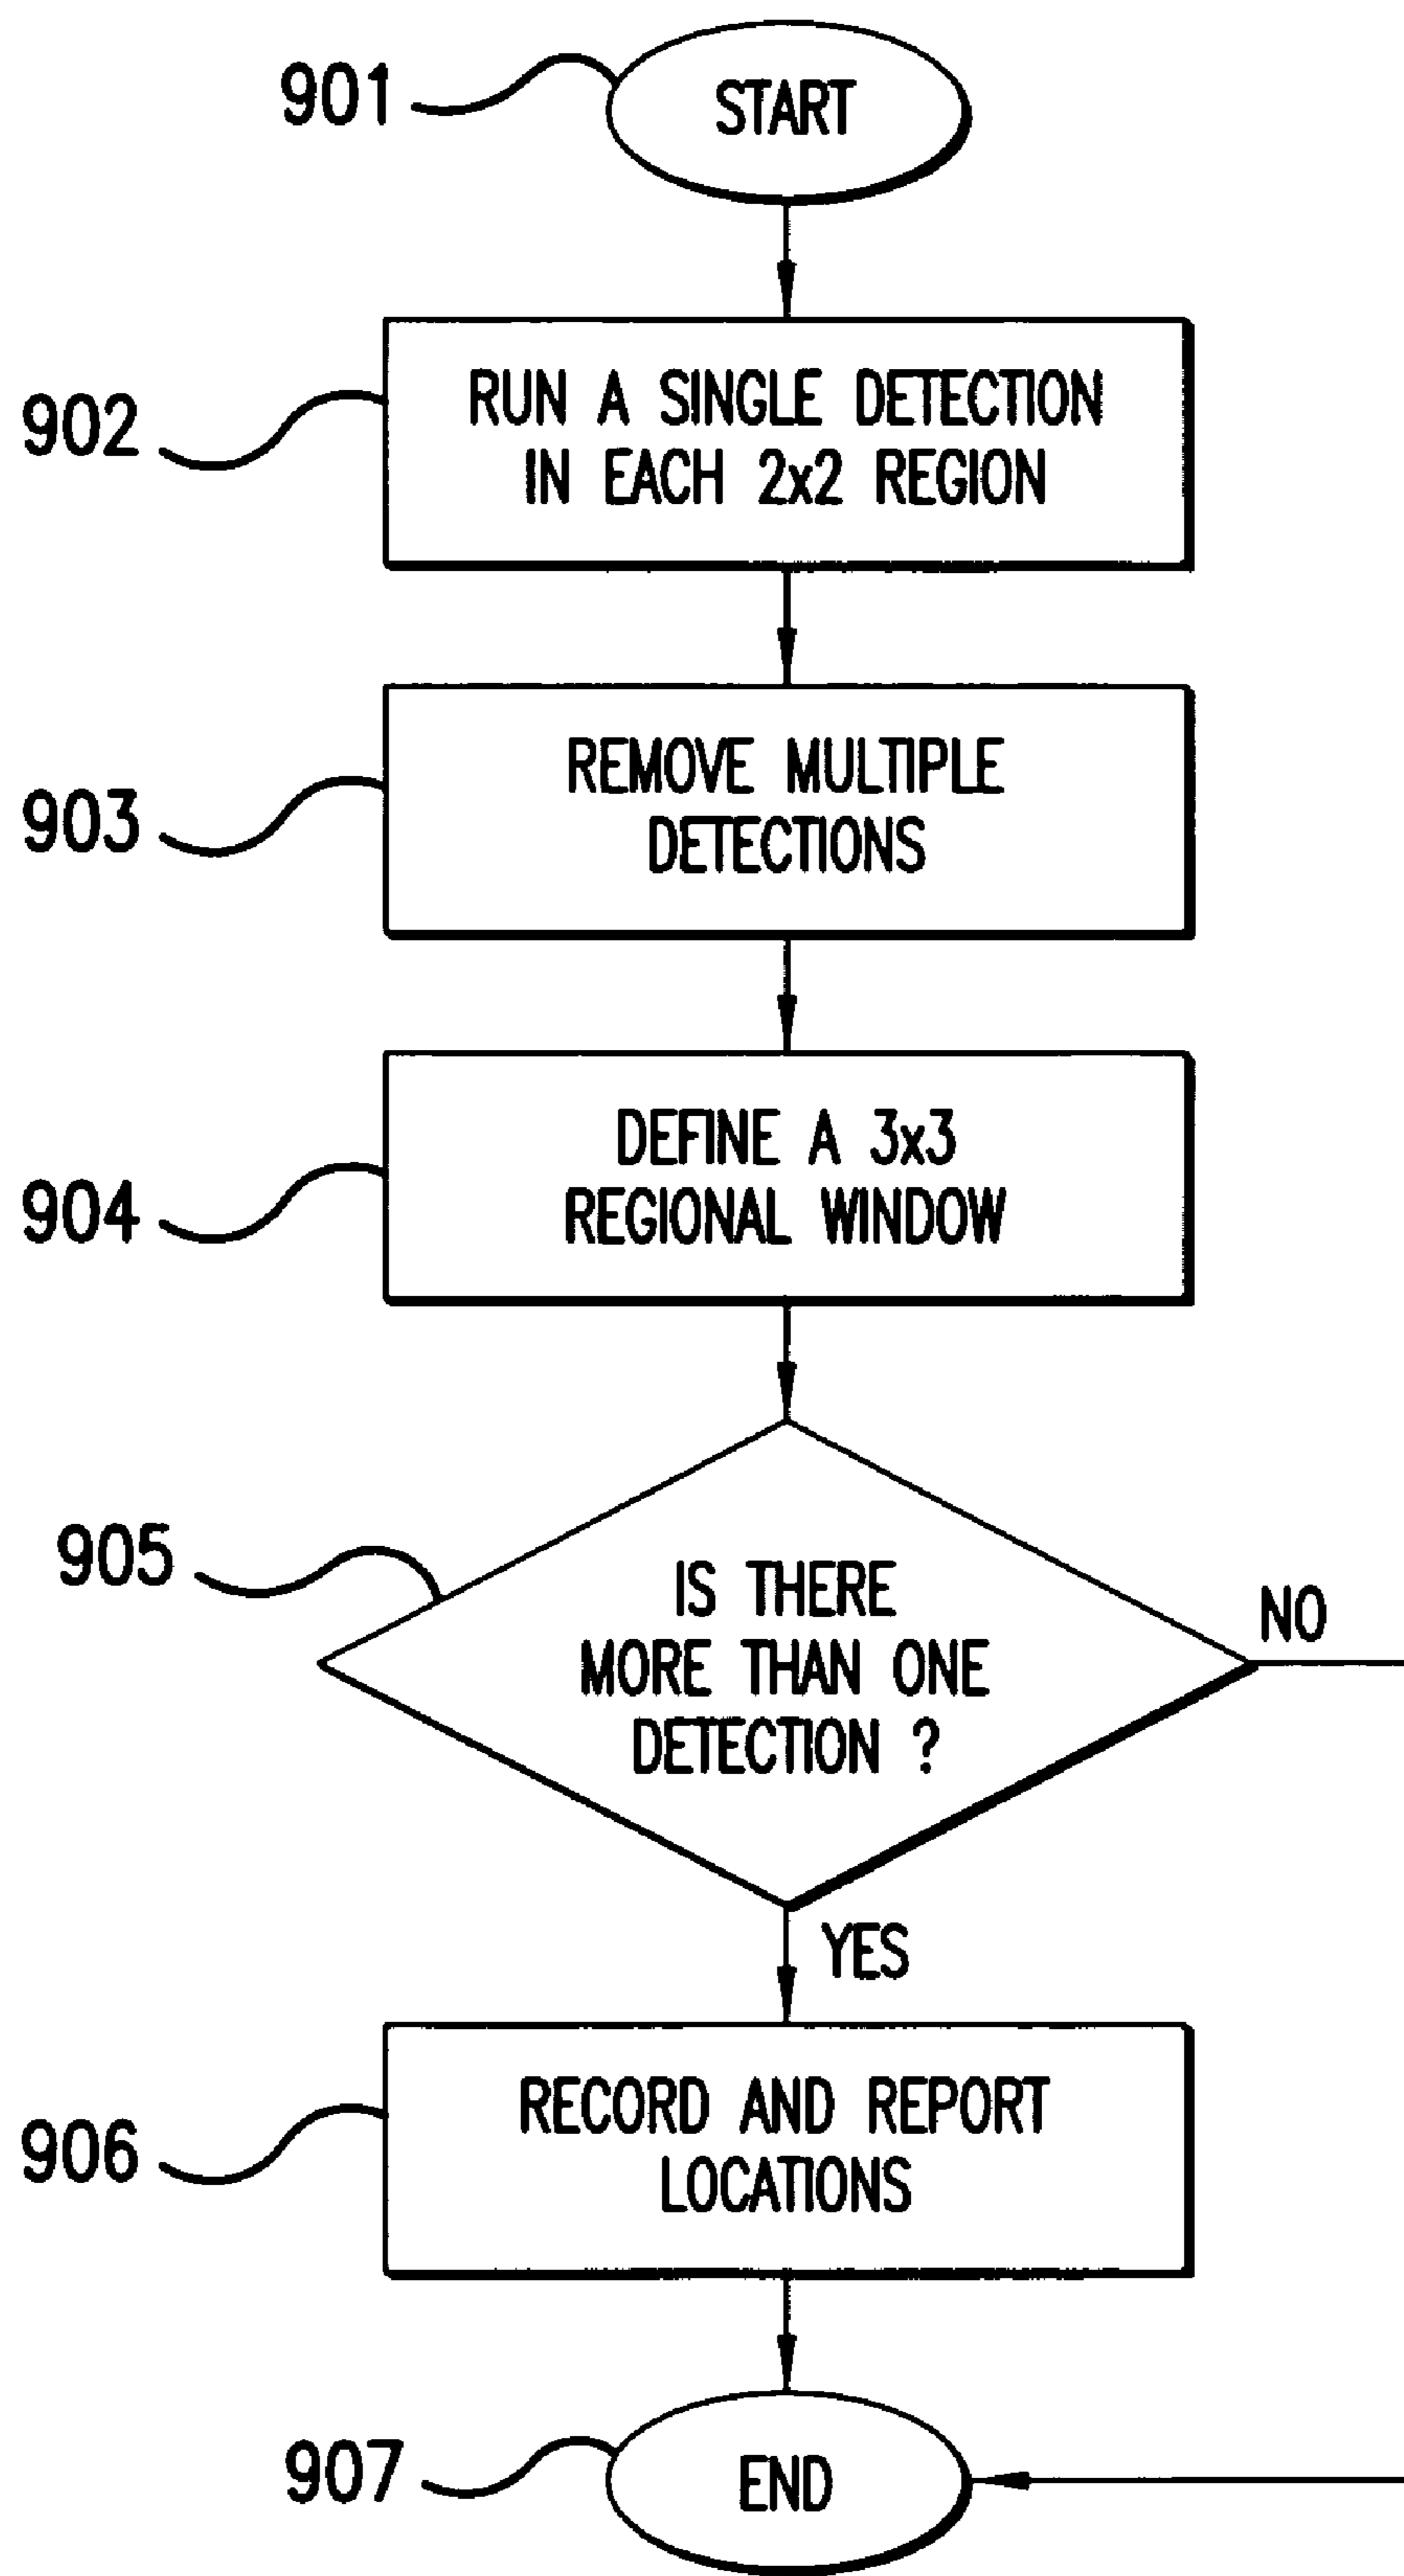 901
START
902
RUN A SINGLE DETECTION
IN EACH 2x2 REGION
903
REMOVE MULTIPLE
DETECTIONS
904
DEFINE A 3x3
REGIONAL WINDOW
905
IS THERE
MORE THAN ONE
DETECTION ?
NO
YES
906
RECORD AND REPORT
LOCATIONS
907
END